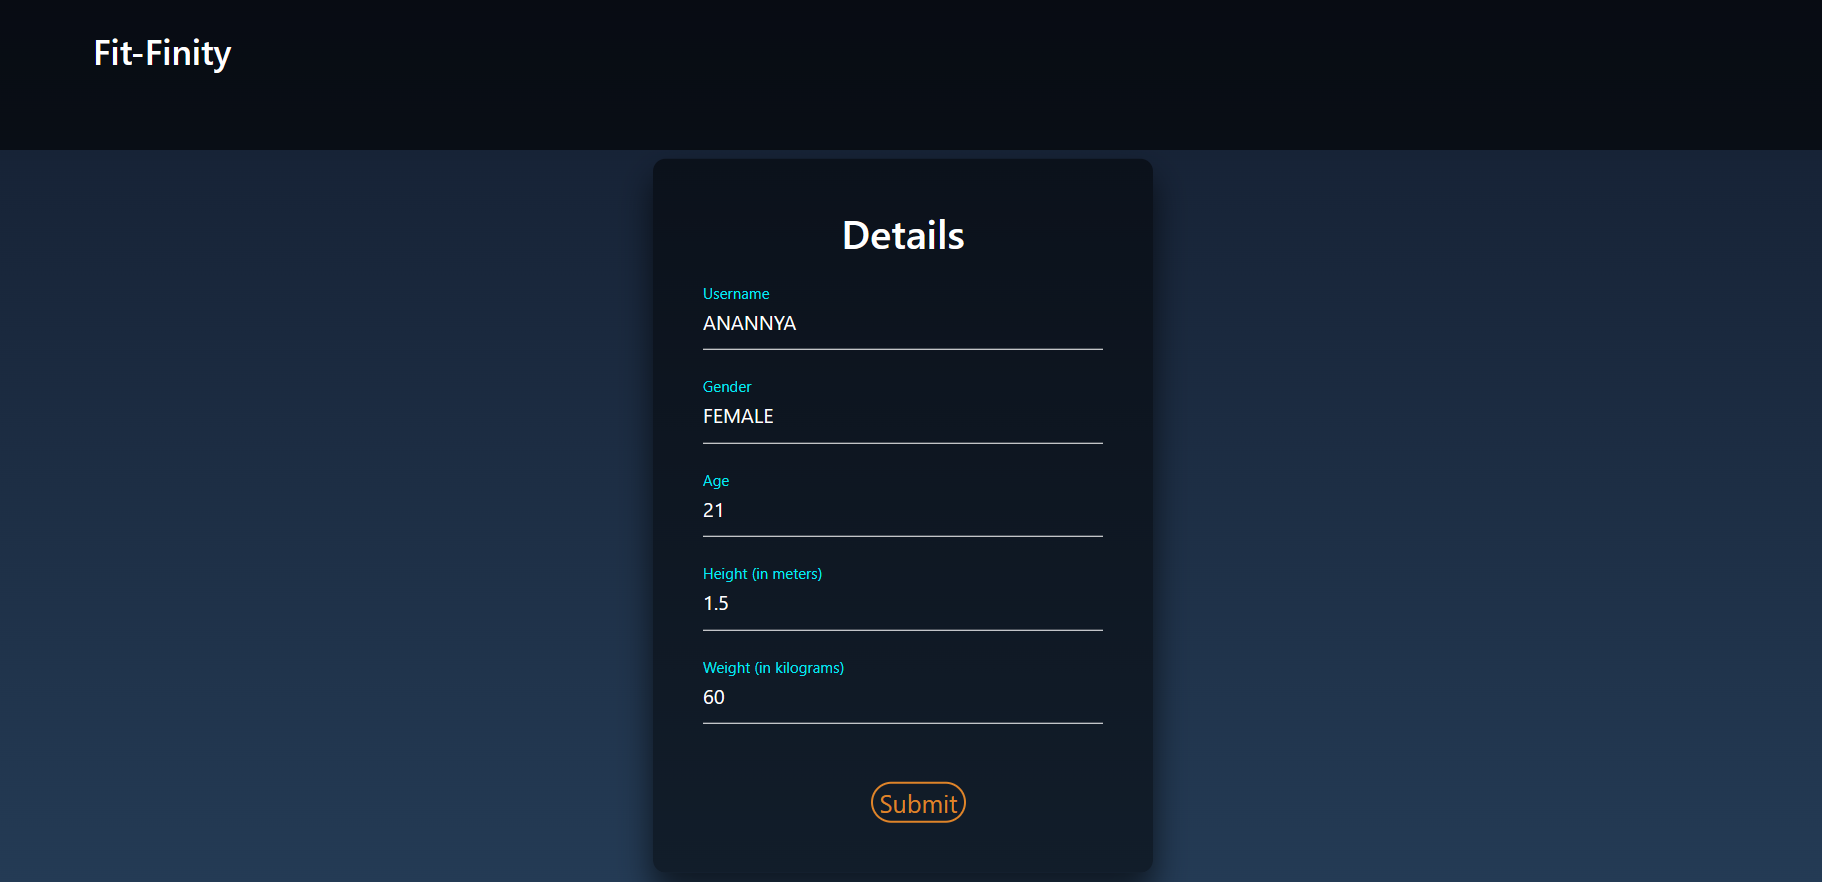 Fit-Finity
Details
Username
ANANNYA
Gender
FEMALE
Age
21
Height (in meters)
1.5
Weight (in kilograms)
60
Submit